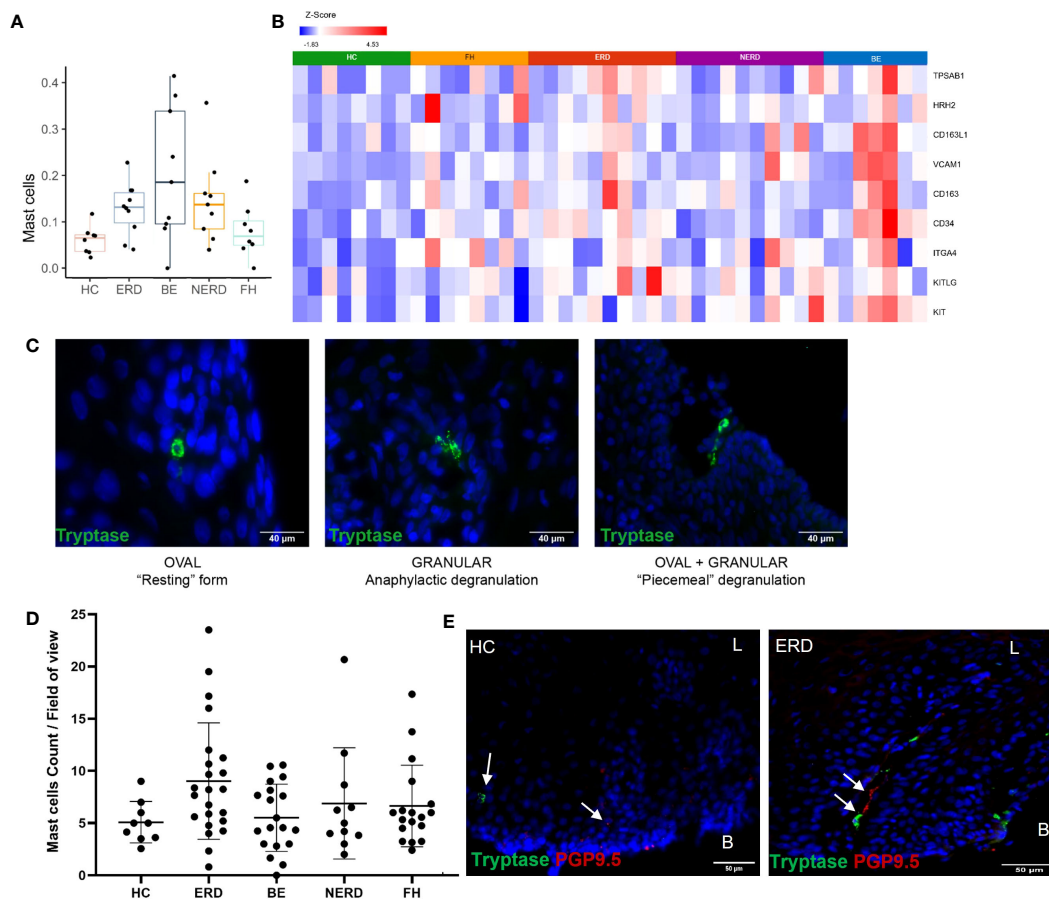 A
Mast cells
0.4
0.3
0.2
0.1
0.0
HC ERD BE NERD FH
B
Z-Score
-1.83 4.53
HC FH ERD NERD BE
TPSAB1
HRH2
CD163L1
VCAM1
CD163
CD34
ITGA4
KITLG
KIT
C
Tryptase 40 µm
Tryptase 40 µm
Tryptase 40 µm
OVAL
“Resting” form
GRANULAR
Anaphylactic degranulation
OVAL + GRANULAR
“Piecemeal” degranulation
D
Mast cells Count / Field of view
25
20
15
10
5
0
HC ERD BE NERD FH
E
HC L
B
Tryptase PGP9.5 50 µm
ERD L
B
Tryptase PGP9.5 50 µm